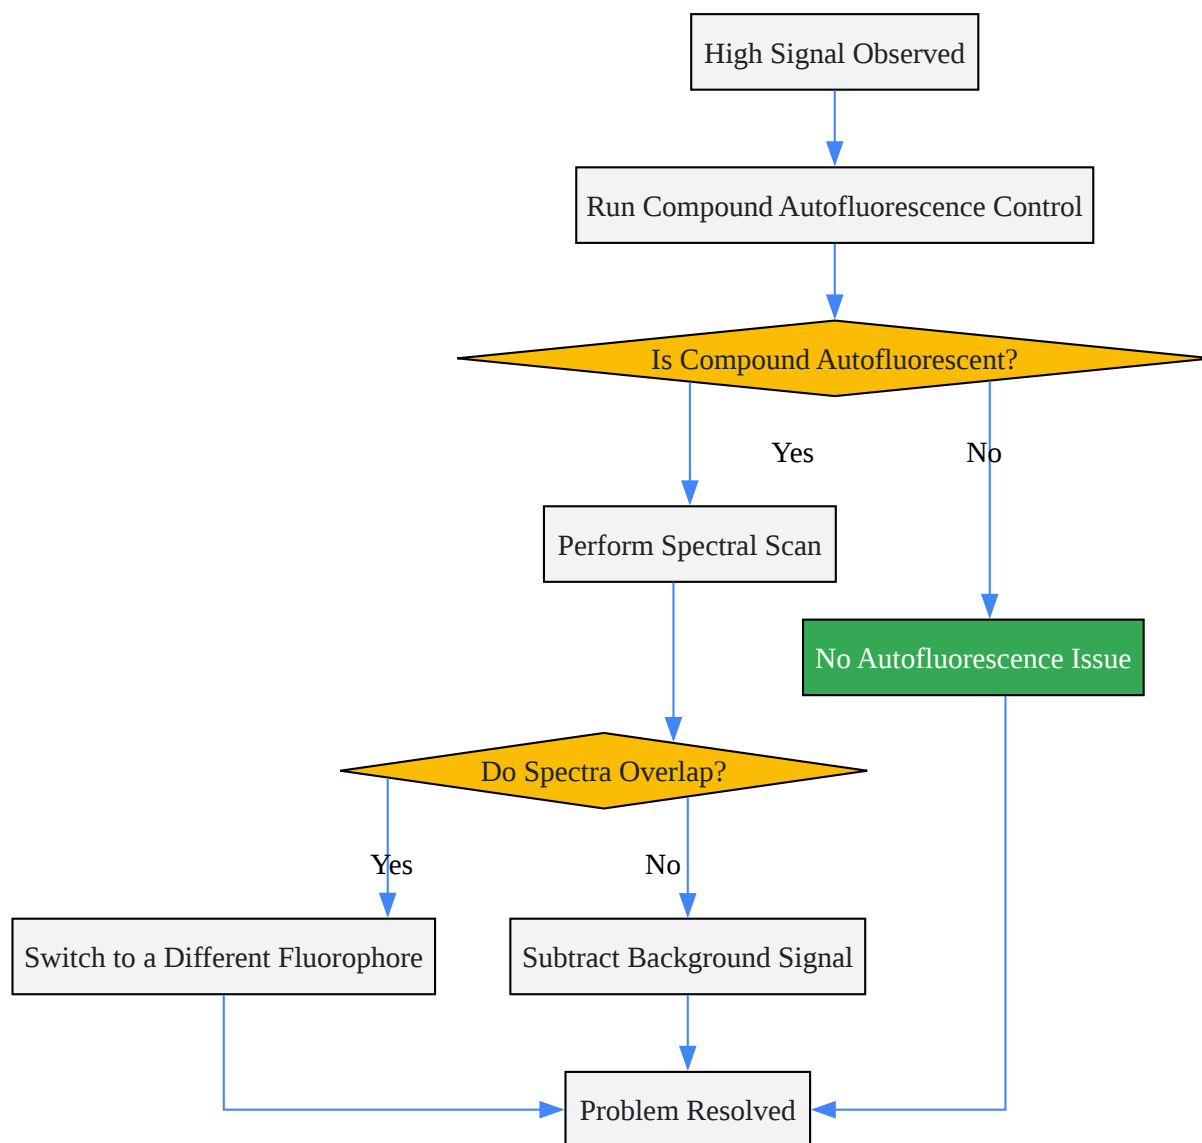 High Signal Observed
Run Compound Autofluorescence Control
Is Compound Autofluorescent?
Yes
No
Perform Spectral Scan
No Autofluorescence Issue
Do Spectra Overlap?
Yes
No
Switch to a Different Fluorophore
Subtract Background Signal
Problem Resolved